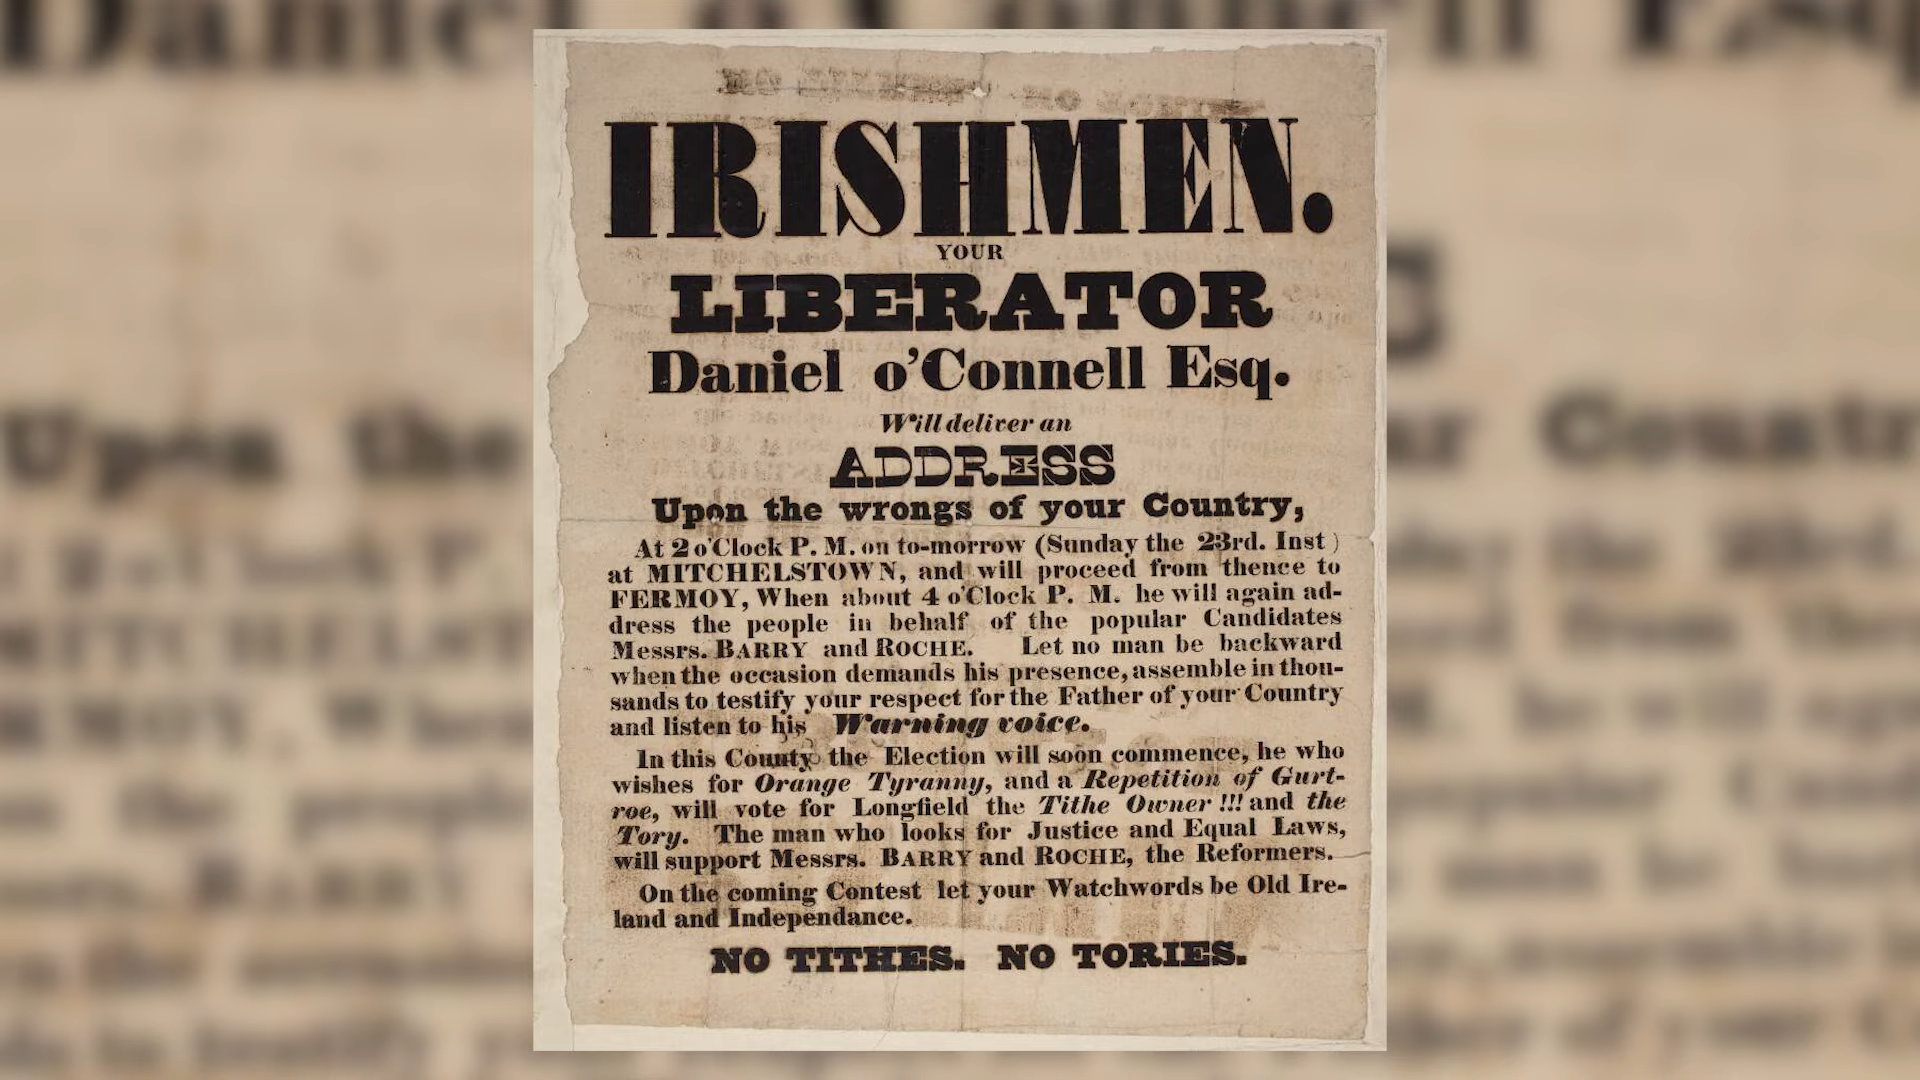 IRISHMEN.
YOUR
LIBERATOR
Daniel o'Connell Esq.
Will deliver an
ADDRESS
Upon the wrongs of your Country,
At 2 o'Clock P. M. on to-morrow (Sunday the 23rd. Inst)
at MITCHELSTOWN, and will proceed from thence to
FERMOY, When about 4 o'Clock P. M. he will again ad-
dress the people in behalf of the popular Candidates
Messrs. BARRY and ROCHE. Let no man be backward
when the occasion demands his presence, assemble in thou-
sands to testify your respect for the Father of your Country
and listen to his Warning voice.
In this County the Election will soon commence, he who
wishes for Orange Tyranny, and a Repetition of Gurt-
roe, will vote for Longfield the Tithe Owner !!! and the
Tory. The man who looks for Justice and Equal Laws,
will support Messrs. BARRY and ROCHE, the Reformers.
On the coming Contest let your Watchwords be Old Ire-
land and Independance.
NO TITHES. NO TORIES.